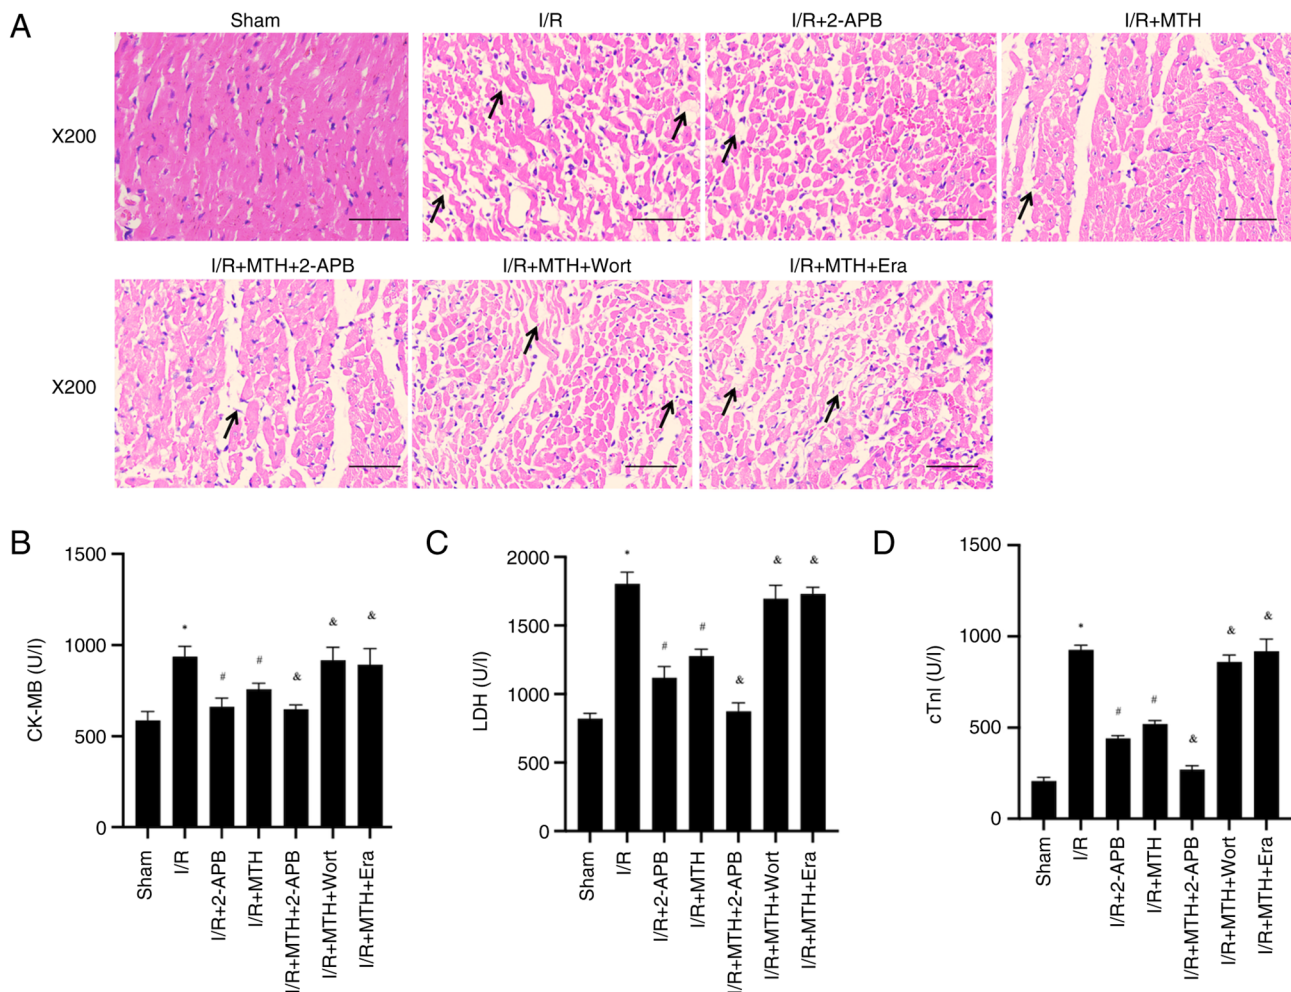 A
Sham
I/R
I/R+2-APB
I/R+MTH
X200
I/R+MTH+2-APB
I/R+MTH+Wort
I/R+MTH+Era
X200
B
CK-MB (U/l)
1500
1000
500
0
*
#
#
&
&
&
Sham
I/R
I/R+2-APB
I/R+MTH
I/R+MTH+2-APB
I/R+MTH+Wort
I/R+MTH+Era
C
LDH (U/l)
2000
1500
1000
500
0
*
#
#
&
&
&
Sham
I/R
I/R+2-APB
I/R+MTH
I/R+MTH+2-APB
I/R+MTH+Wort
I/R+MTH+Era
D
cTnI (U/l)
1500
1000
500
0
*
#
#
&
&
&
Sham
I/R
I/R+2-APB
I/R+MTH
I/R+MTH+2-APB
I/R+MTH+Wort
I/R+MTH+Era